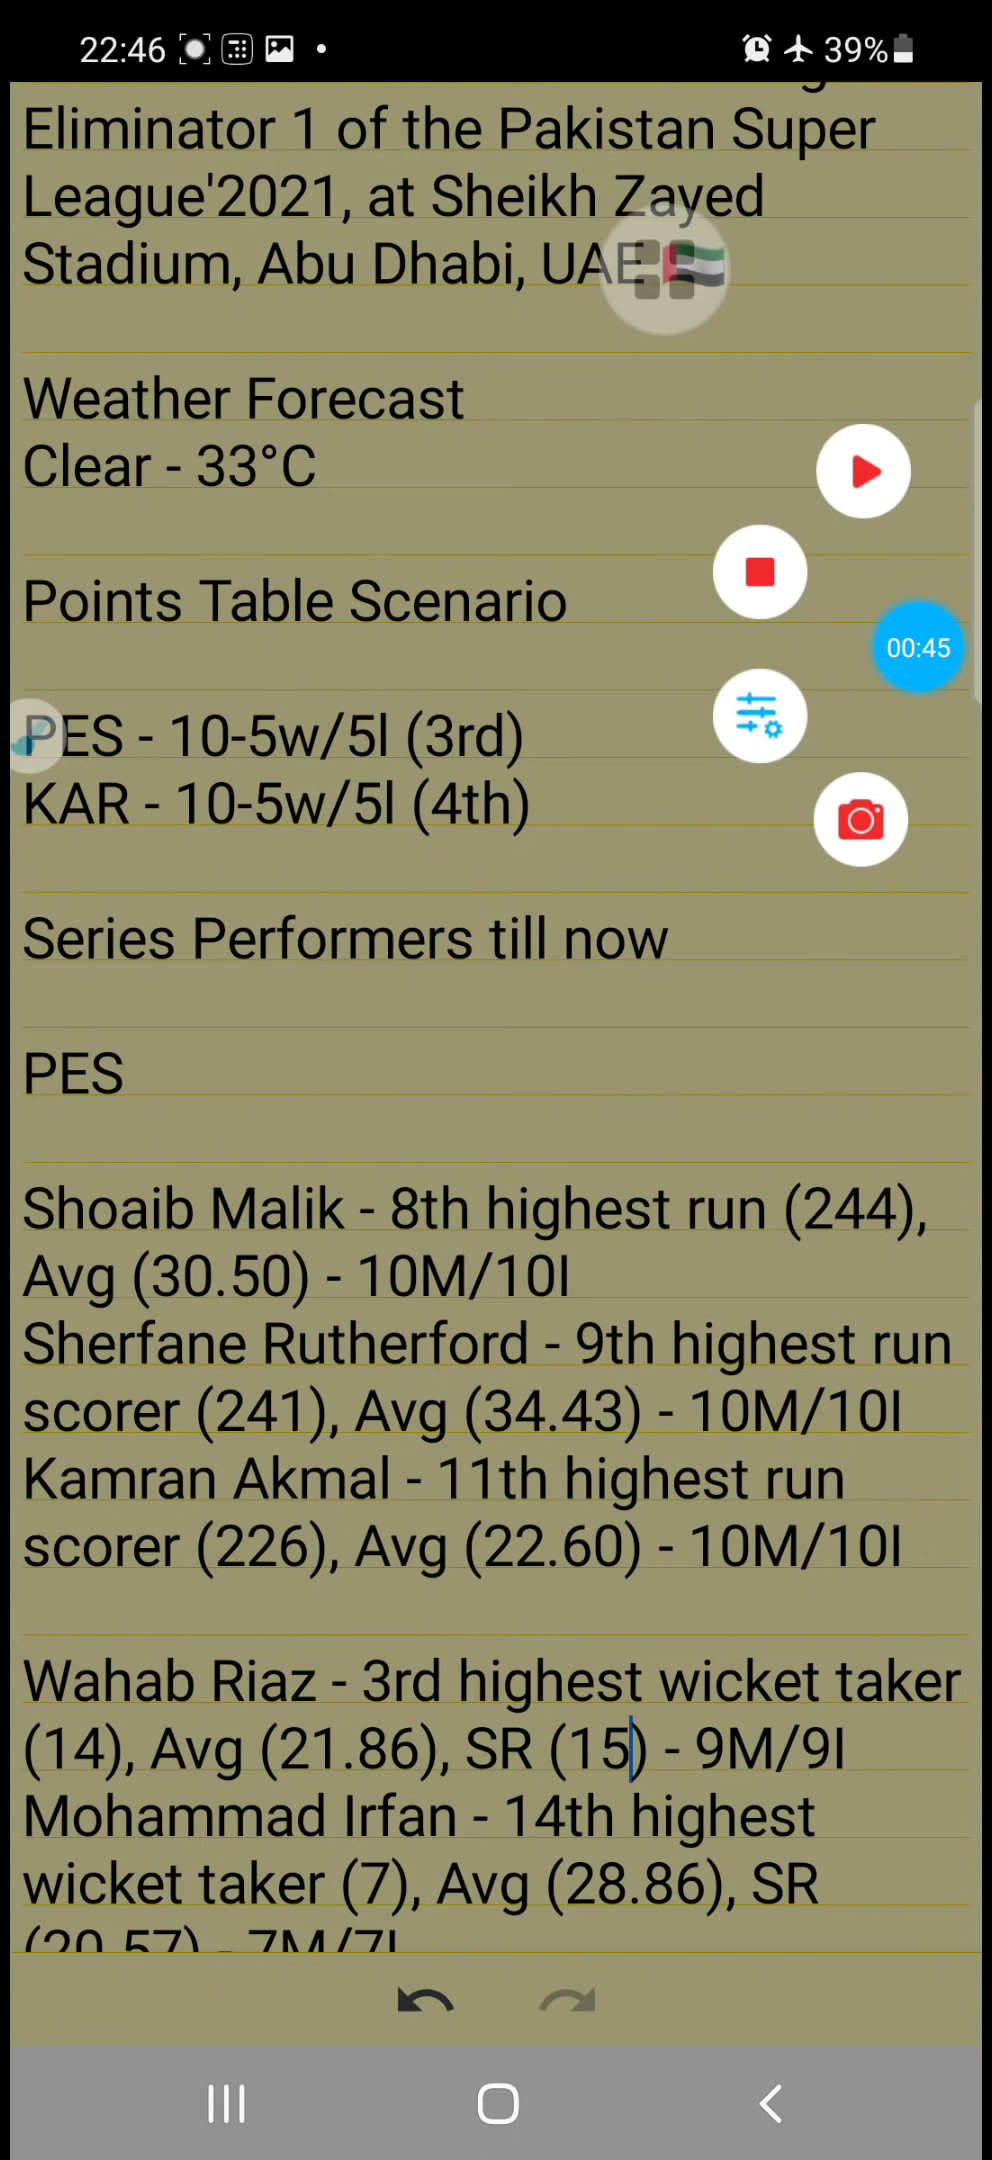 22:46 39%
Eliminator 1 of the Pakistan Super
League'2021, at Sheikh Zayed
Stadium, Abu Dhabi, UAE 🇦🇪
Weather Forecast
Clear - 33°C
Points Table Scenario
00:45
PES - 10-5w/5l (3rd)
KAR - 10-5w/5l (4th)
Series Performers till now
PES
Shoaib Malik - 8th highest run (244),
Avg (30.50) - 10M/10I
Sherfane Rutherford - 9th highest run
scorer (241), Avg (34.43) - 10M/10I
Kamran Akmal - 11th highest run
scorer (226), Avg (22.60) - 10M/10I
Wahab Riaz - 3rd highest wicket taker
(14), Avg (21.86), SR (15) - 9M/9I
Mohammad Irfan - 14th highest
wicket taker (7), Avg (28.86), SR
(20.57) - 7M/7I